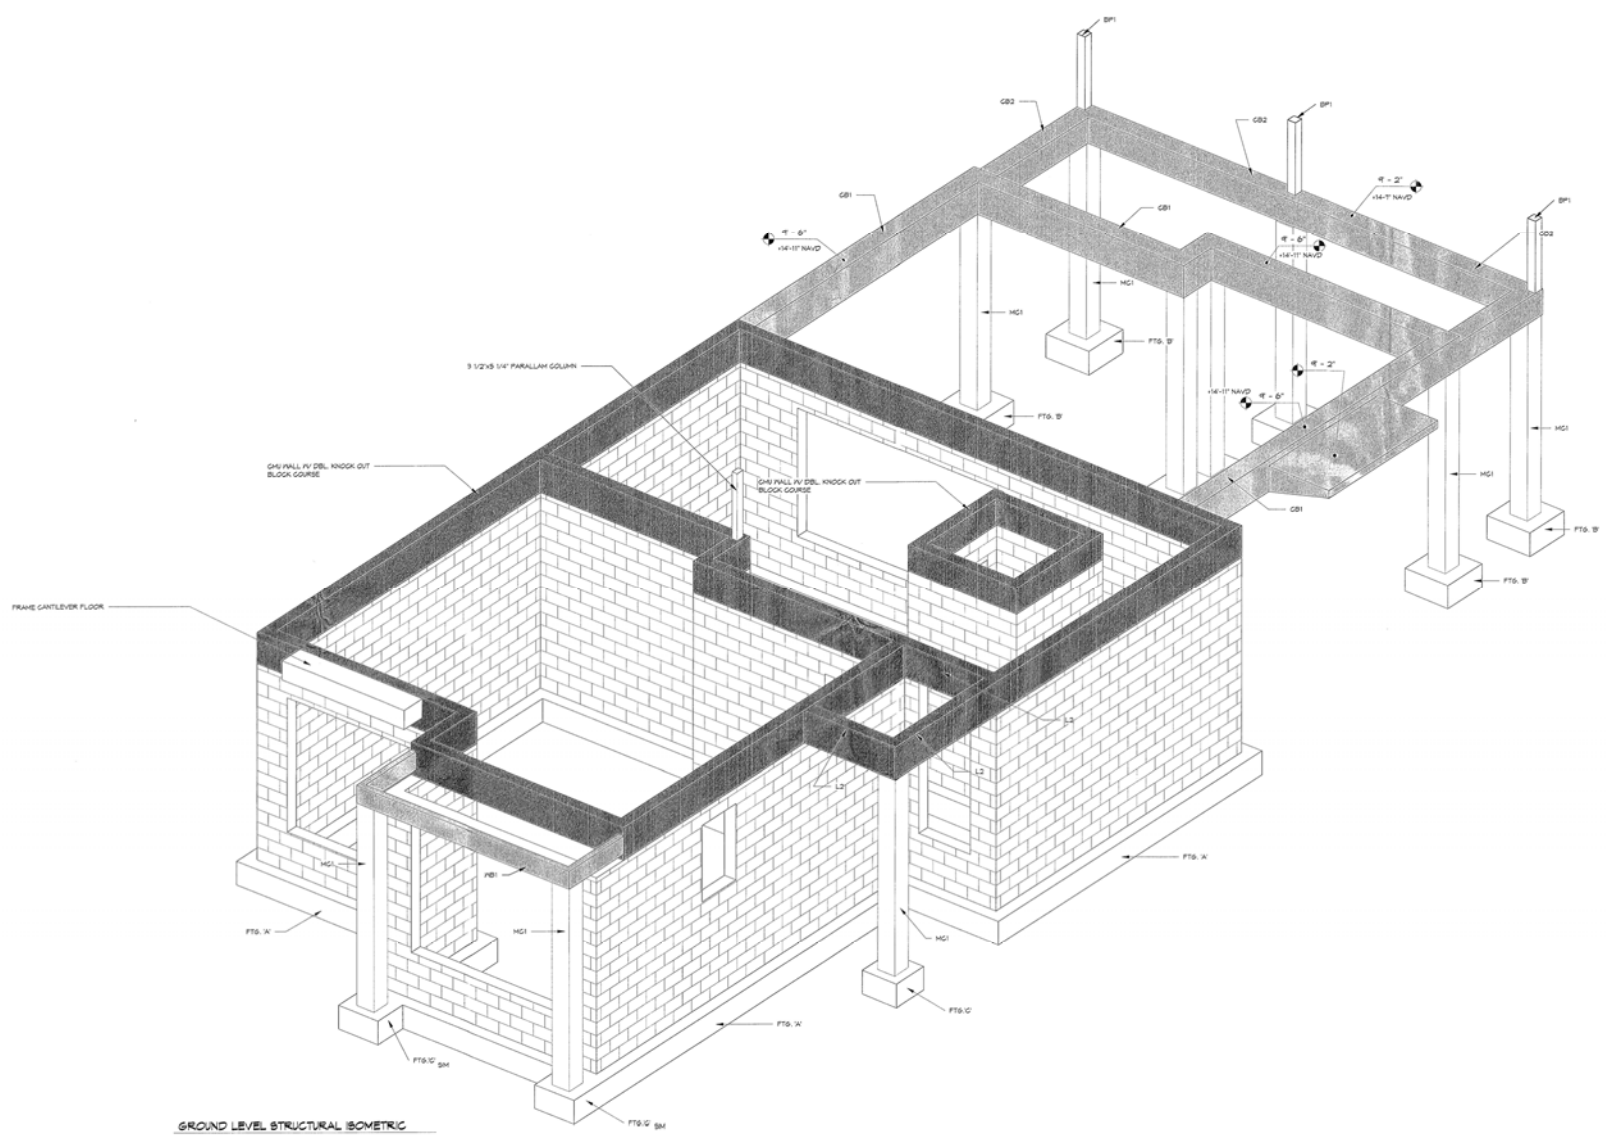 BP1
GB2
BP1
GB2
9' - 2"
+14'-7" NAVD
GB1
BP1
GB1
9' - 6"
+14'-11" NAVD
GB2
9' - 6"
+14'-11" NAVD
MC1
MC1
FTG. 'B'
3 1/2"X5 1/4" PARALLAM COLUMN
9' - 2"
+14'-11" NAVD
9' - 6"
FTG. 'B'
MC1
CMU WALL W/ DBL. KNOCK OUT
BLOCK COURSE
MC1
CMU WALL W/ DBL. KNOCK OUT
BLOCK COURSE
GB1
FTG. 'B'
FTG. 'B'
FRAME CANTILEVER FLOOR
L2
L2
L2
MC1
WB1
FTG. 'A'
FTG. 'A'
MC1
MC1
FTG.'C'
FTG. 'A'
FTG.'C' SIM
FTG.'C' SIM
GROUND LEVEL STRUCTURAL ISOMETRIC